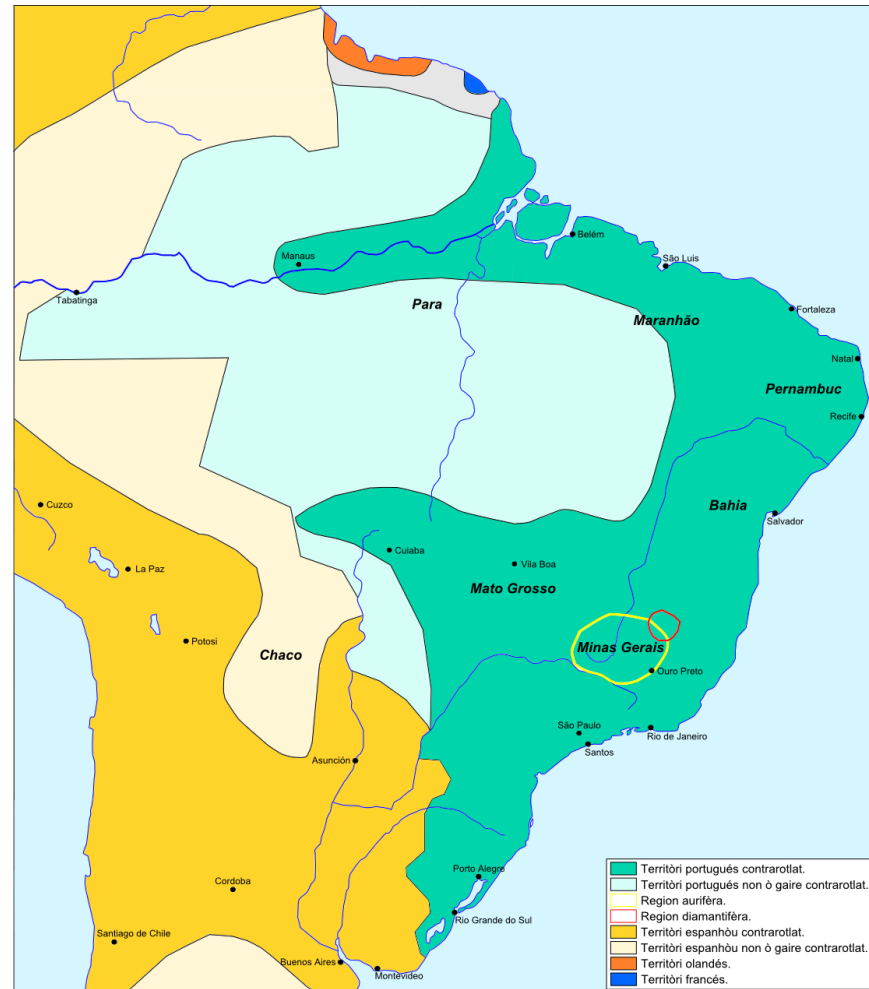 Belém
Manaus
São Luis
Tabatinga
Para
Fortaleza
Maranhão
Natal
Pernambuc
Recife
Cuzco
Bahia
Salvador
Cuiaba
Vila Boa
La Paz
Mato Grosso
Potosi
Chaco
Minas Gerais
Ouro Preto
São Paulo
Rio de Janeiro
Santos
Asunción
Porto Alegre
Cordoba
Rio Grande do Sul
Santiago de Chile
Buenos Aires
Montevideo
Territòri portugués contrarotlat.
Territòri portugués non ò gaire contrarotlat.
Region aurifèra.
Region diamantifèra.
Territòri espanhòu contrarotlat.
Territòri espanhòu non ò gaire contrarotlat.
Territòri olandés.
Territòri francés.